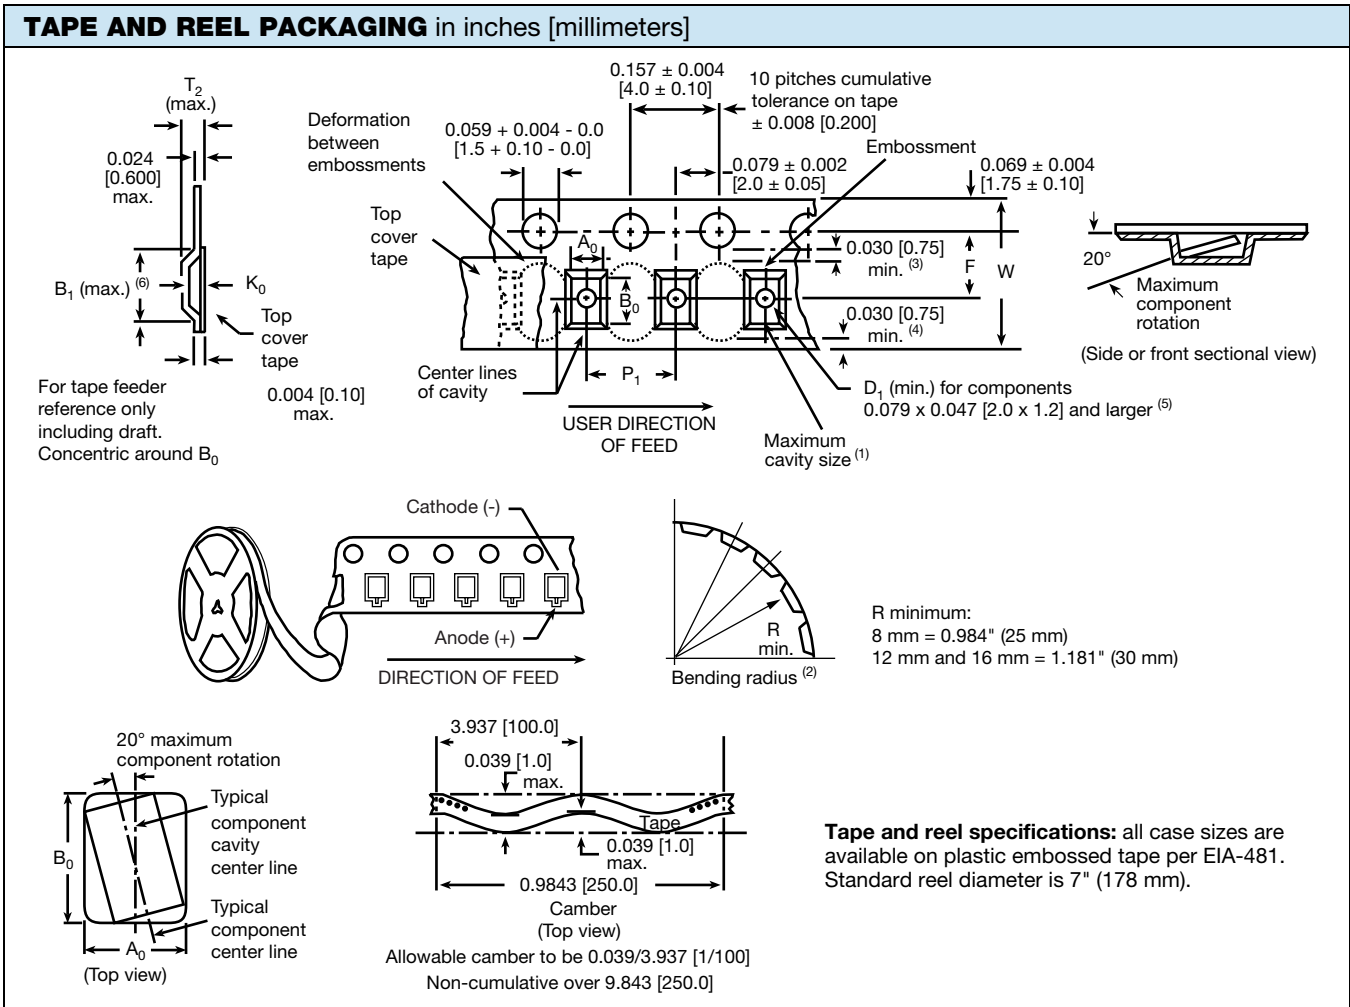 TAPE AND REEL PACKAGING in inches [millimeters]
T2
(max.)
0.024
[0.600]
max.
B1 (max.) (6)
K0
Top
cover
tape
0.004 [0.10]
max.
For tape feeder
reference only
including draft.
Concentric around B0
Deformation
between
embossments
Top
cover
tape
0.059 + 0.004 - 0.0
[1.5 + 0.10 - 0.0]
0.157 ± 0.004
[4.0 ± 0.10]
10 pitches cumulative
tolerance on tape
± 0.008 [0.200]
0.079 ± 0.002
[2.0 ± 0.05]
Embossment
0.069 ± 0.004
[1.75 ± 0.10]
A0
B0
0.030 [0.75]
min. (3)
F
W
0.030 [0.75]
min. (4)
Center lines
of cavity
P1
USER DIRECTION
OF FEED
Maximum
cavity size (1)
D1 (min.) for components
0.079 x 0.047 [2.0 x 1.2] and larger (5)
20°
Maximum
component
rotation
(Side or front sectional view)
Cathode (-)
Anode (+)
DIRECTION OF FEED
R
min.
Bending radius (2)
R minimum:
8 mm = 0.984" (25 mm)
12 mm and 16 mm = 1.181" (30 mm)
20° maximum
component rotation
Typical
component
cavity
center line
B0
Typical
component
center line
A0
(Top view)
3.937 [100.0]
0.039 [1.0]
max.
Tape
0.039 [1.0]
max.
0.9843 [250.0]
Camber
(Top view)
Allowable camber to be 0.039/3.937 [1/100]
Non-cumulative over 9.843 [250.0]
Tape and reel specifications: all case sizes are
available on plastic embossed tape per EIA-481.
Standard reel diameter is 7" (178 mm).